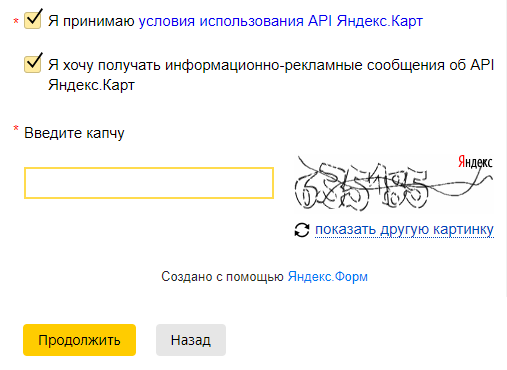 * Я принимаю условия использования API Яндекс.Карт
Я хочу получать информационно-рекламные сообщения об API
Яндекс.Карт
* Введите капчу
Яндекс
показать другую картинку
Создано с помощью Яндекс.Форм
Продолжить Назад